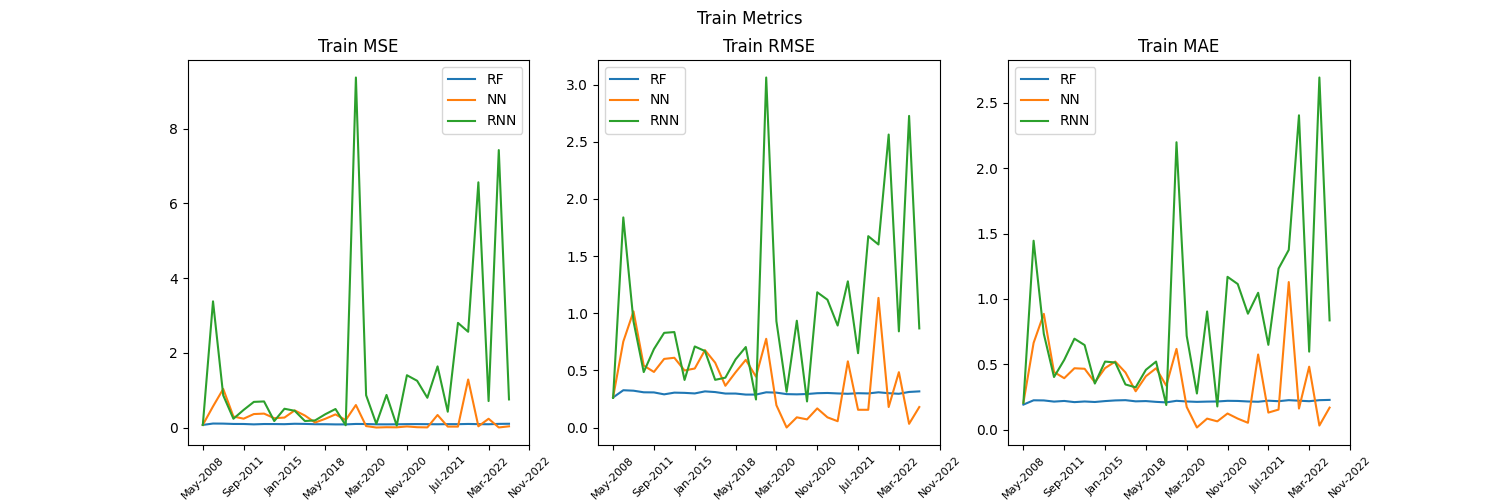 Train Metrics
Train MSE
RF
NN
RNN
8
6
4
2
0
May-2008
Sep-2011
Jan-2015
May-2018
Mar-2020
Nov-2020
Jul-2021
Mar-2022
Nov-2022
Train RMSE
RF
NN
RNN
3.0
2.5
2.0
1.5
1.0
0.5
0.0
May-2008
Sep-2011
Jan-2015
May-2018
Mar-2020
Nov-2020
Jul-2021
Mar-2022
Nov-2022
Train MAE
RF
NN
RNN
2.5
2.0
1.5
1.0
0.5
0.0
May-2008
Sep-2011
Jan-2015
May-2018
Mar-2020
Nov-2020
Jul-2021
Mar-2022
Nov-2022